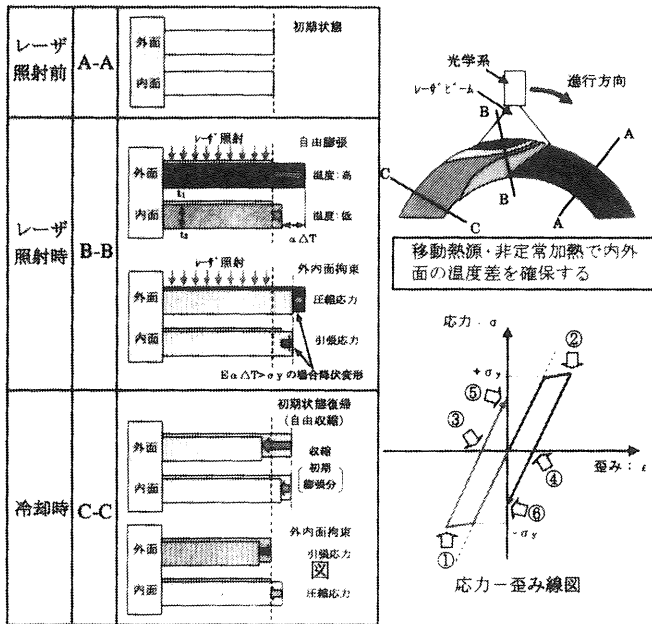 レーザ
照射前
A-A
初期状態
外面
内面
レーザ
照射時
B-B
レーザ照射
自由膨張
外面
温度:高
t₁
内面
温度:低
t₂
αΔT
レーザ照射
外内面拘束
外面
圧縮応力
内面
引張応力
EαΔT>σyの場合降伏変形
冷却時
C-C
初期状態復帰
(自由収縮)
外面
収縮
内面
(初期
膨張分)
外内面拘束
外面
引張応力
図
内面
圧縮応力
光学系
レーザビーム
進行方向
B
A
C
C
B
A
移動熱源・非定常加熱で内外
面の温度差を確保する
応力:σ
②
+σy
⑤
③
④
歪み:ε
⑥
-σy
①
応力-歪み線図